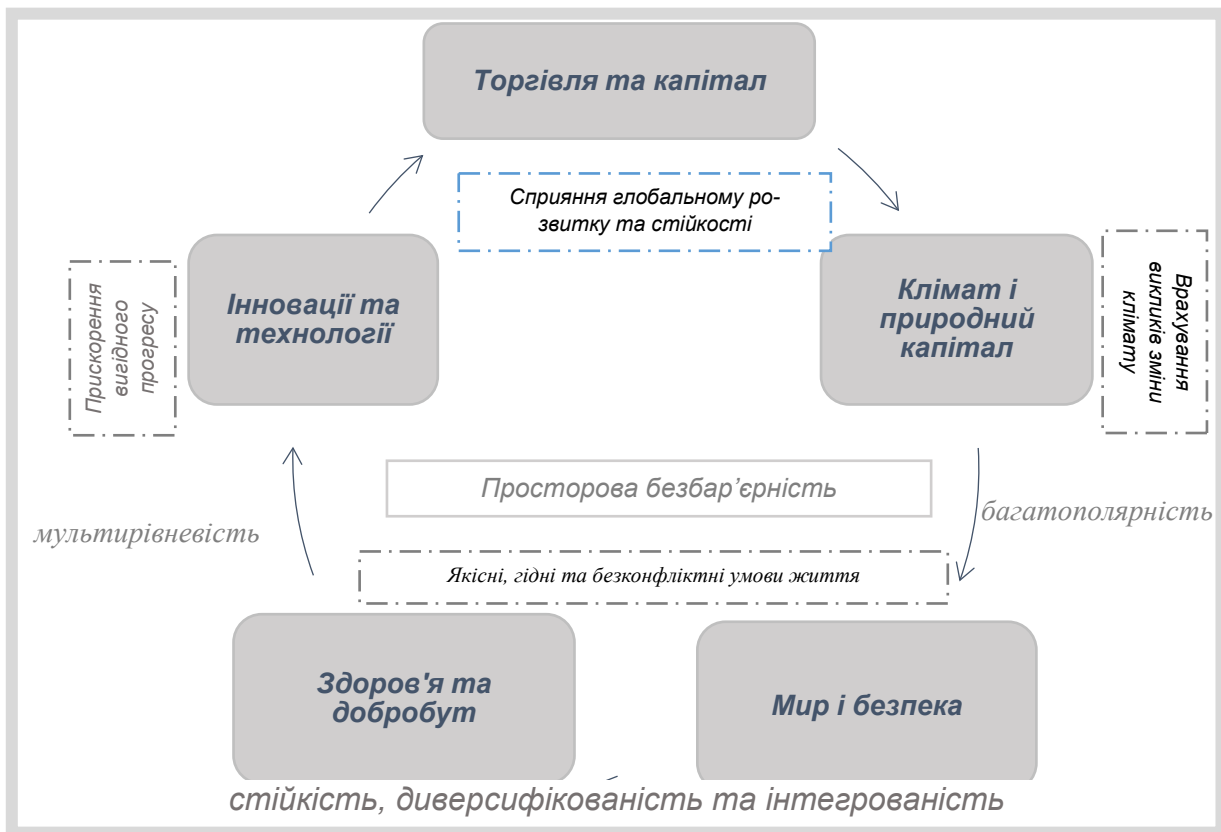 Торгівля та капітал
Сприяння глобальному ро-
звитку та стійкості
Прискорення
вигідного
прогресу
Інновації та
технології
Клімат і
природний
капітал
Врахування
викликів зміни
клімату
Просторова безбар’єрність
мультирівневість
багатополярність
Якісні, гідні та безконфліктні умови життя
Здоров'я та
добробут
Мир і безпека
стійкість, диверсифікованість та інтегрованість